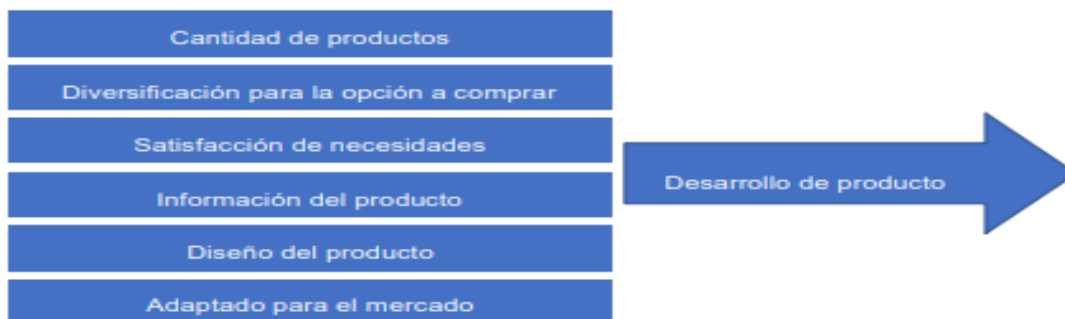 Cantidad de productos
Diversificación para la opción a comprar
Satisfacción de necesidades
Información del producto
Diseño del producto
Adaptado para el mercado
Desarrollo de producto